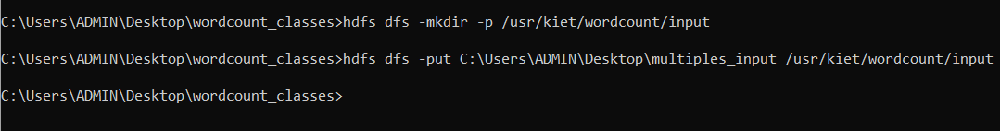 C:\Users\ADMIN\Desktop\wordcount_classes>hdfs dfs -mkdir -p /usr/kiet/wordcount/input
C:\Users\ADMIN\Desktop\wordcount_classes>hdfs dfs -put C:\Users\ADMIN\Desktop\multiples_input /usr/kiet/wordcount/input
C:\Users\ADMIN\Desktop\wordcount_classes>